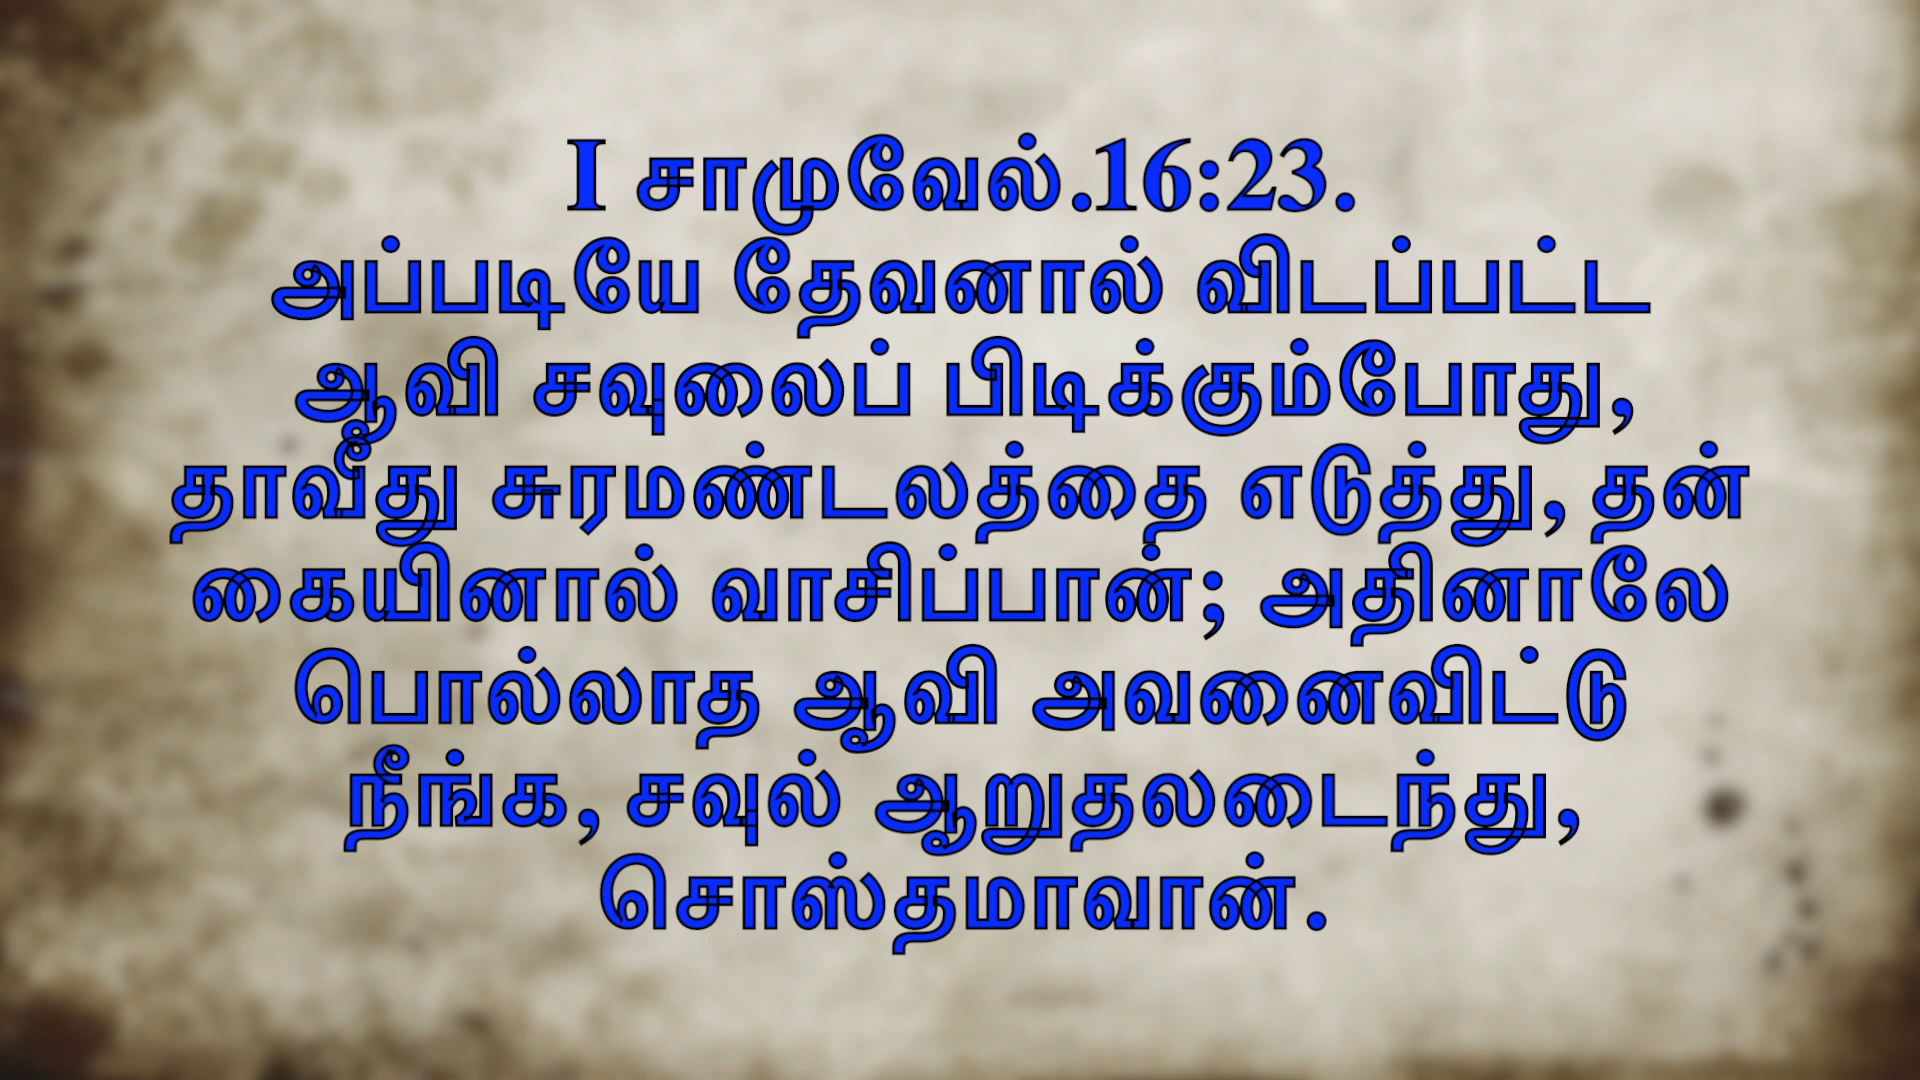 I சாமுவேல்.16:23.
அப்படியே தேவனால் விடப்பட்ட
ஆவி சவுலைப் பிடிக்கும்போது,
தாவீது சுரமண்டலத்தை எடுத்து, தன்
கையினால் வாசிப்பான்; அதினாலே
பொல்லாத ஆவி அவனைவிட்டு
நீங்க, சவுல் ஆறுதலடைந்து,
சொஸ்தமாவான்.